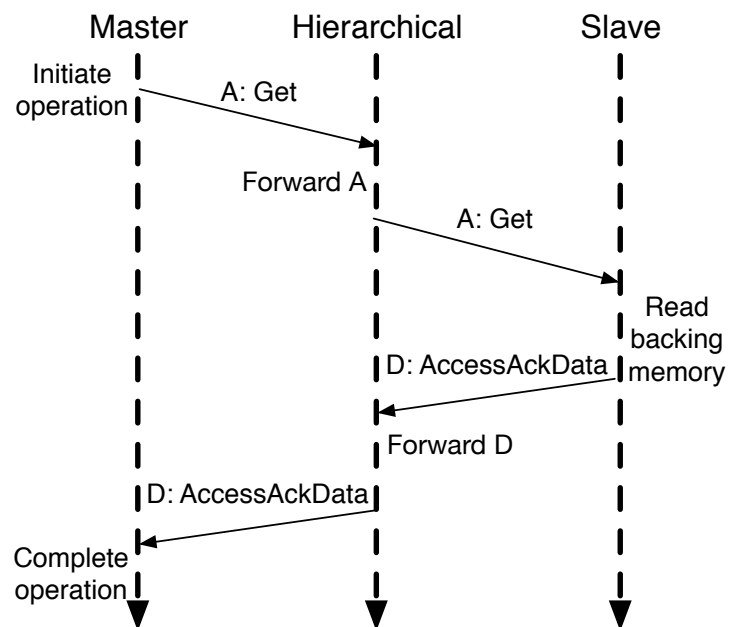 Master Hierarchical Slave
Initiate
operation
A: Get
Forward A
A: Get
Read
backing
memory
D: AccessAckData
Forward D
D: AccessAckData
Complete
operation